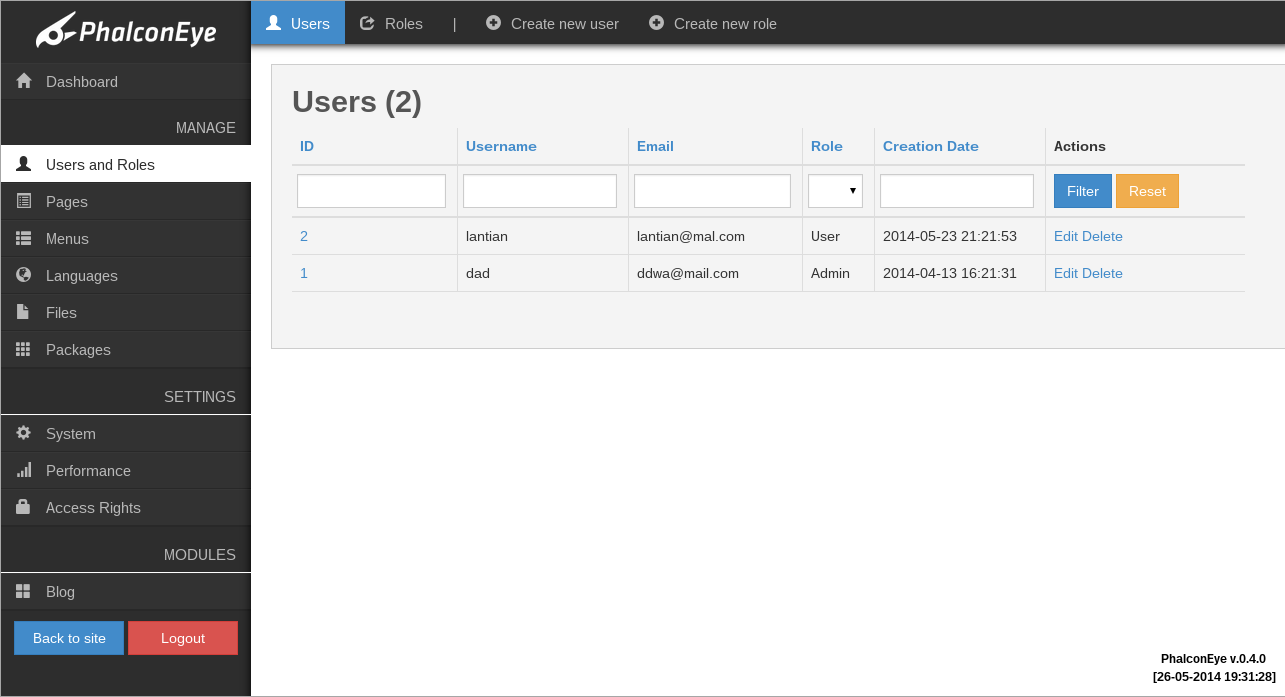 PhalconEye
Users Roles | Create new user Create new role
Dashboard
MANAGE
Users and Roles
Pages
Menus
Languages
Files
Packages
SETTINGS
System
Performance
Access Rights
MODULES
Blog
Back to site Logout
Users (2)
ID Username Email Role Creation Date Actions
Filter Reset
2 lantian lantian@mal.com User 2014-05-23 21:21:53 Edit Delete
1 dad ddwa@mail.com Admin 2014-04-13 16:21:31 Edit Delete
PhalconEye v.0.4.0
[26-05-2014 19:31:28]